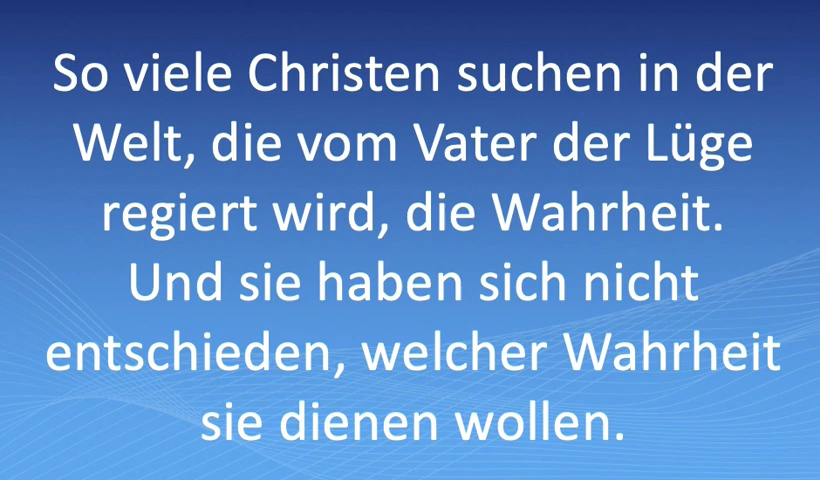 So viele Christen suchen in der
Welt, die vom Vater der Lüge
regiert wird, die Wahrheit.
Und sie haben sich nicht
entschieden, welcher Wahrheit
sie dienen wollen.